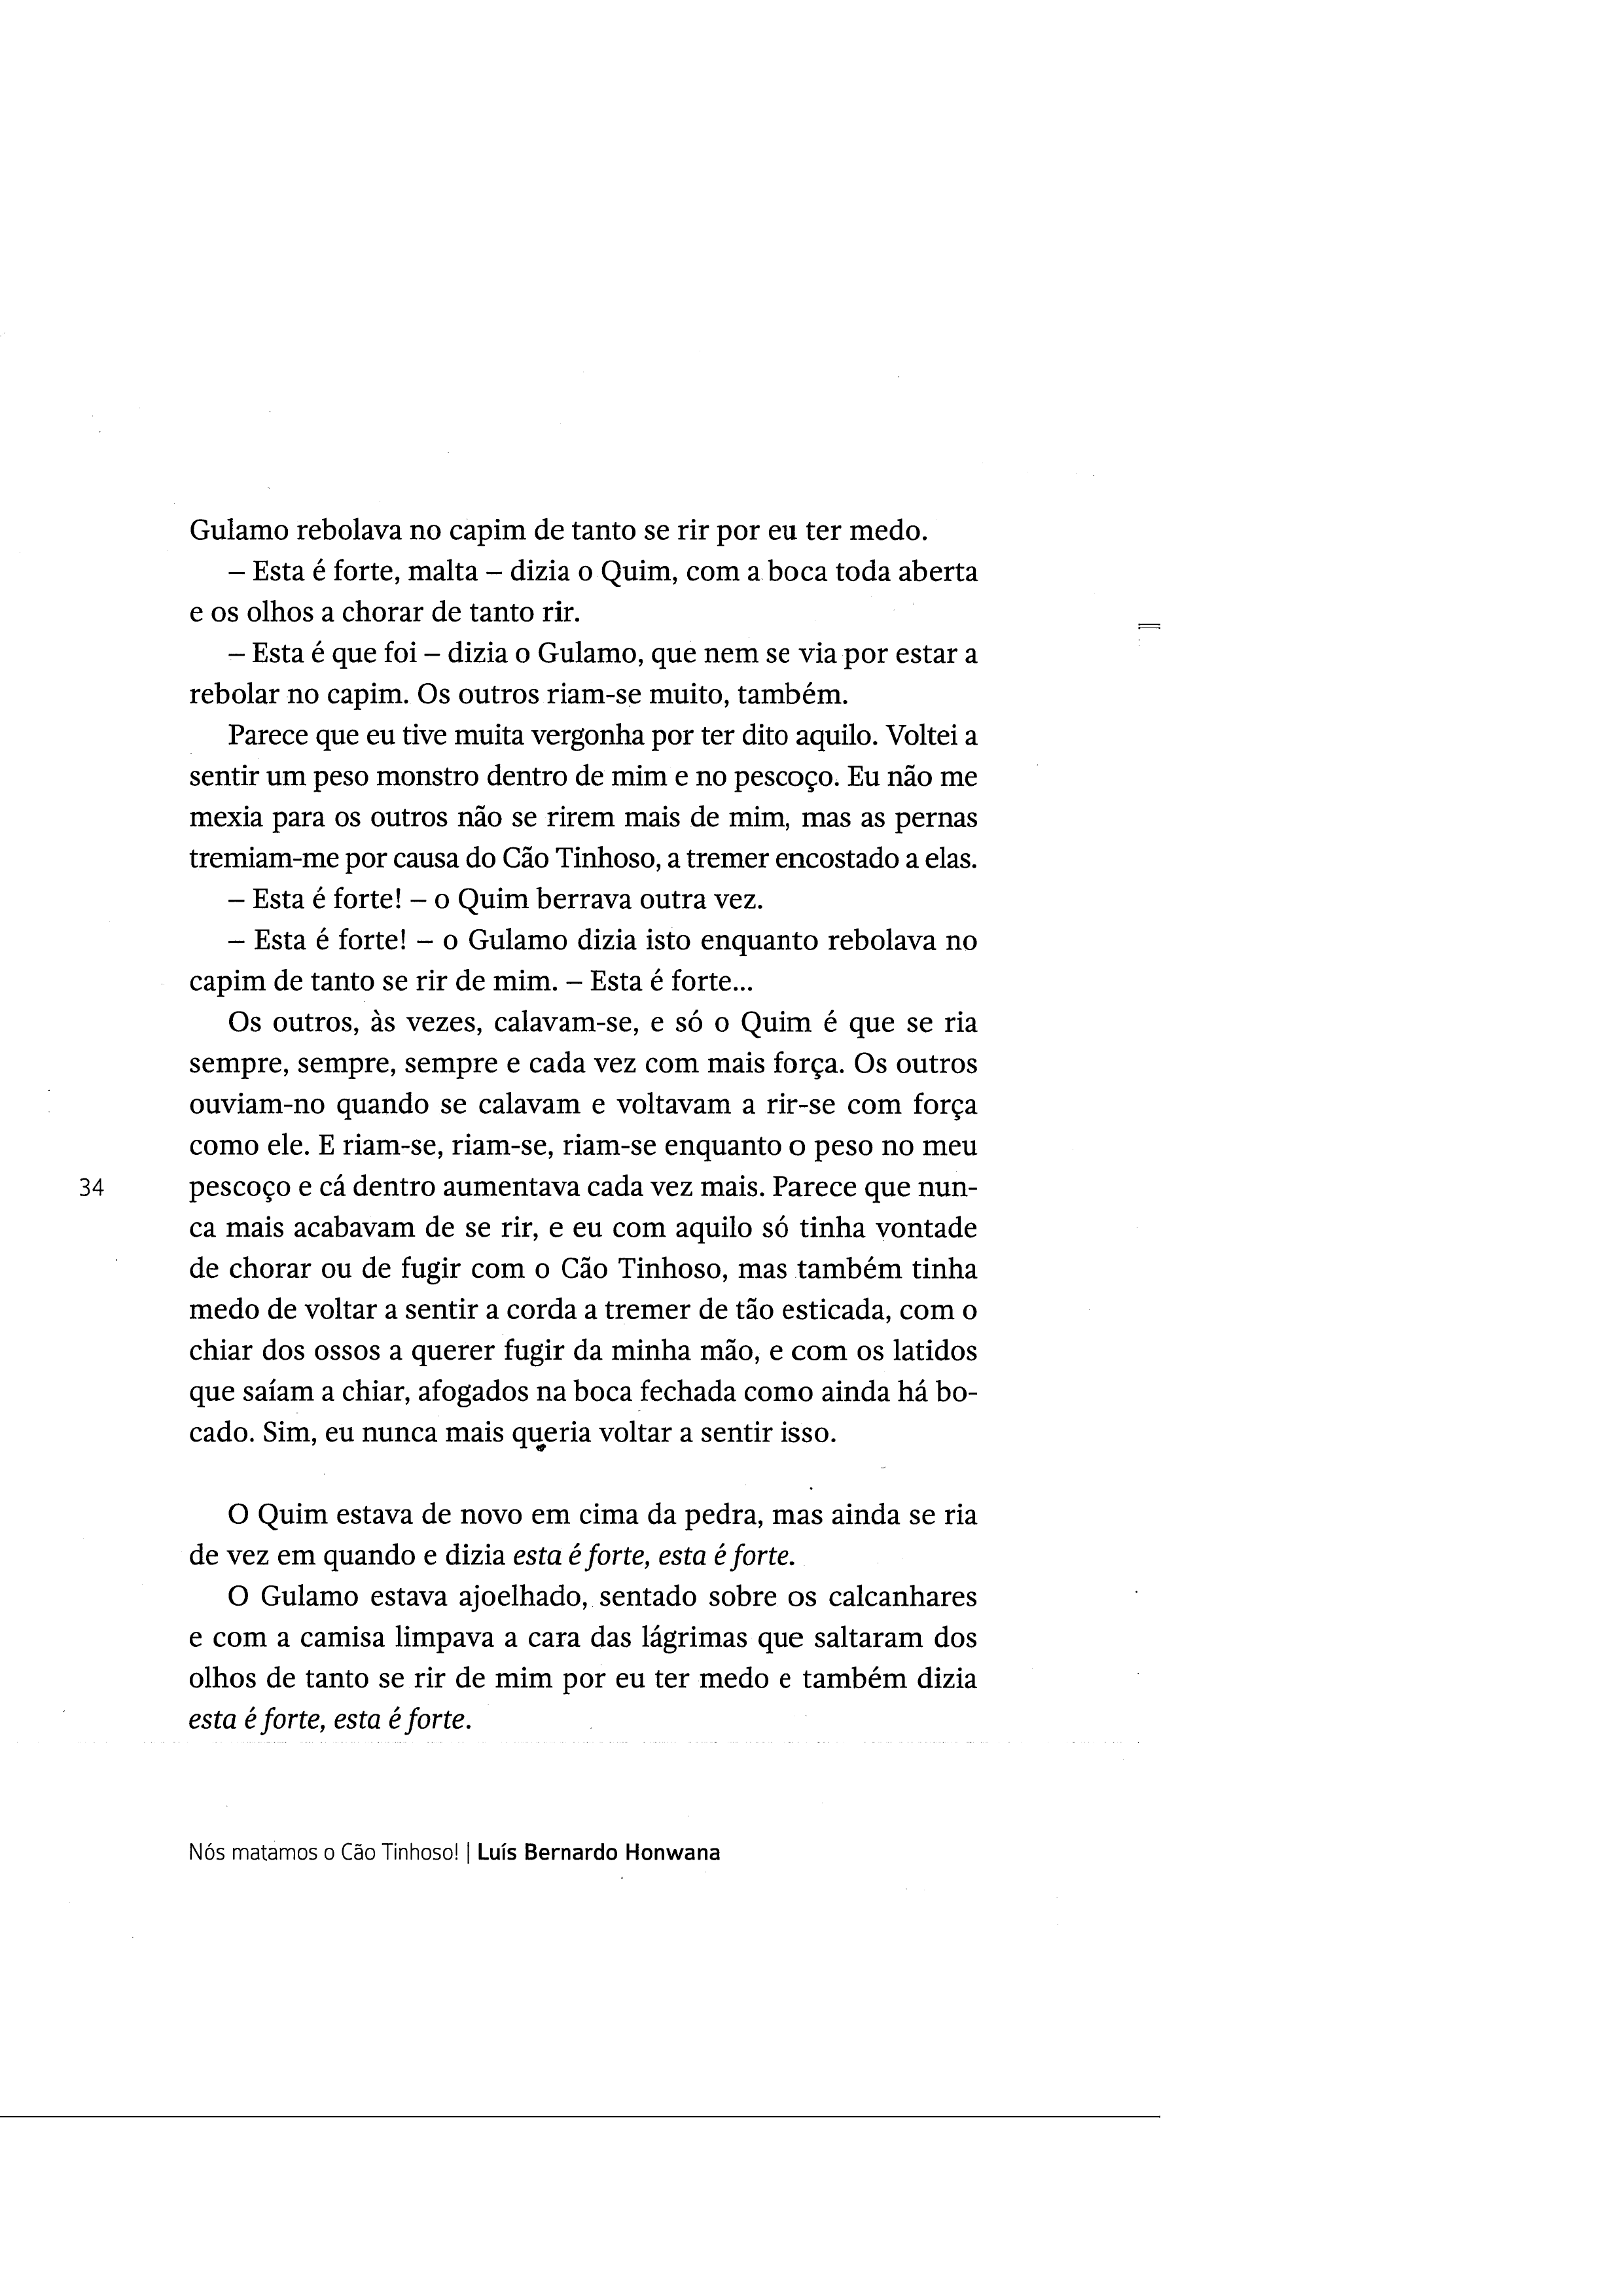 Gulamo rebolava no capim de tanto se rir por eu ter medo.
– Esta é forte, malta – dizia o Quim, com a boca toda aberta
e os olhos a chorar de tanto rir.
– Esta é que foi – dizia o Gulamo, que nem se via por estar a
rebolar no capim. Os outros riam-se muito, também.
Parece que eu tive muita vergonha por ter dito aquilo. Voltei a
sentir um peso monstro dentro de mim e no pescoço. Eu não me
mexia para os outros não se rirem mais de mim, mas as pernas
tremiam-me por causa do Cão Tinhoso, a tremer encostado a elas.
– Esta é forte! – o Quim berrava outra vez.
– Esta é forte! – o Gulamo dizia isto enquanto rebolava no
capim de tanto se rir de mim. – Esta é forte...
Os outros, às vezes, calavam-se, e só o Quim é que se ria
sempre, sempre, sempre e cada vez com mais força. Os outros
ouviam-no quando se calavam e voltavam a rir-se com força
como ele. E riam-se, riam-se, riam-se enquanto o peso no meu
34 pescoço e cá dentro aumentava cada vez mais. Parece que nun-
ca mais acabavam de se rir, e eu com aquilo só tinha vontade
de chorar ou de fugir com o Cão Tinhoso, mas também tinha
medo de voltar a sentir a corda a tremer de tão esticada, com o
chiar dos ossos a querer fugir da minha mão, e com os latidos
que saíam a chiar, afogados na boca fechada como ainda há bo-
cado. Sim, eu nunca mais queria voltar a sentir isso.
O Quim estava de novo em cima da pedra, mas ainda se ria
de vez em quando e dizia esta é forte, esta é forte.
O Gulamo estava ajoelhado, sentado sobre os calcanhares
e com a camisa limpava a cara das lágrimas que saltaram dos
olhos de tanto se rir de mim por eu ter medo e também dizia
esta é forte, esta é forte.
Nós matamos o Cão Tinhoso! | Luís Bernardo Honwana